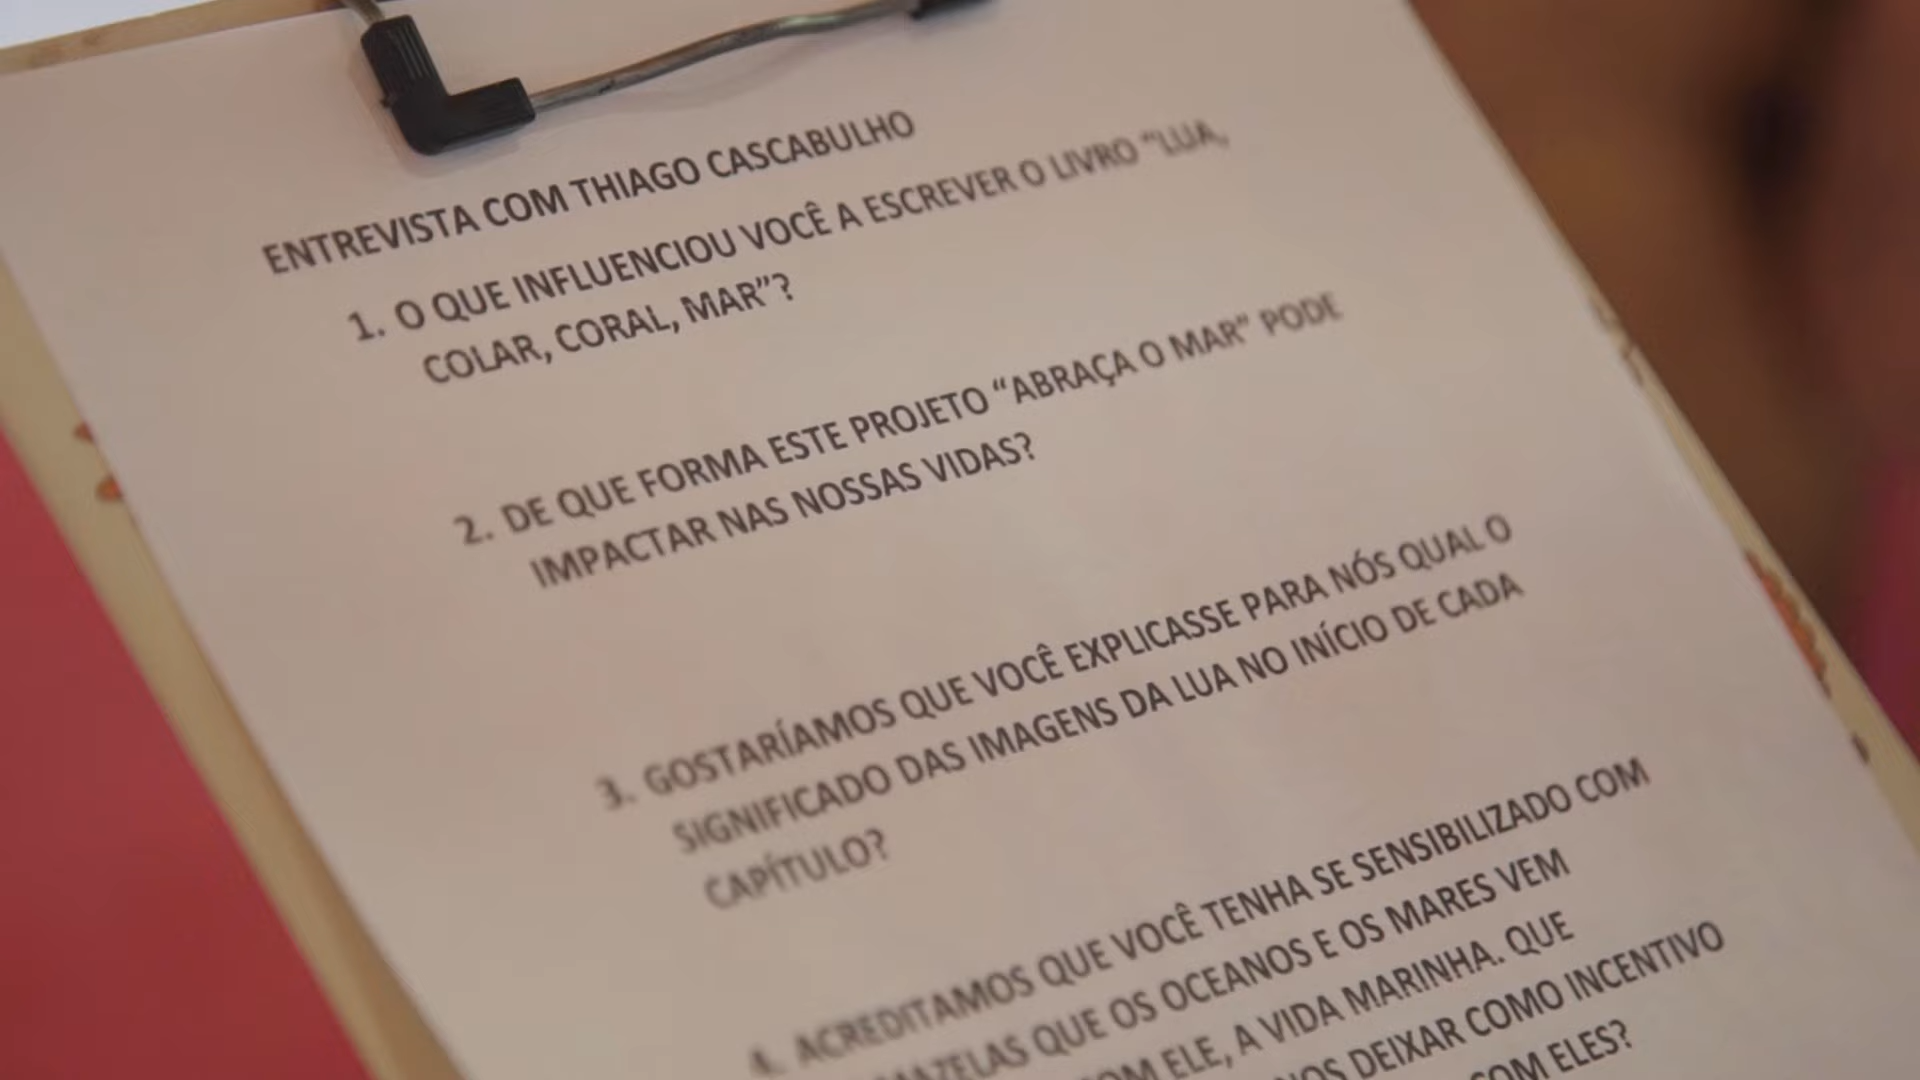 ENTREVISTA COM THIAGO CASCABULHO
1. O QUE INFLUENCIOU VOCÊ A ESCREVER O LIVRO “LUA,
COLAR, CORAL, MAR”?
2. DE QUE FORMA ESTE PROJETO “ABRAÇA O MAR” PODE
IMPACTAR NAS NOSSAS VIDAS?
3. GOSTARÍAMOS QUE VOCÊ EXPLICASSE PARA NÓS QUAL O
SIGNIFICADO DAS IMAGENS DA LUA NO INÍCIO DE CADA
CAPÍTULO?
4. ACREDITAMOS QUE VOCÊ TENHA SE SENSIBILIZADO COM
QUE OS OCEANOS E OS MARES VEM
ELE, A VIDA MARINHA. QUE
DEIXAR COMO INCENTIVO
COM ELES?